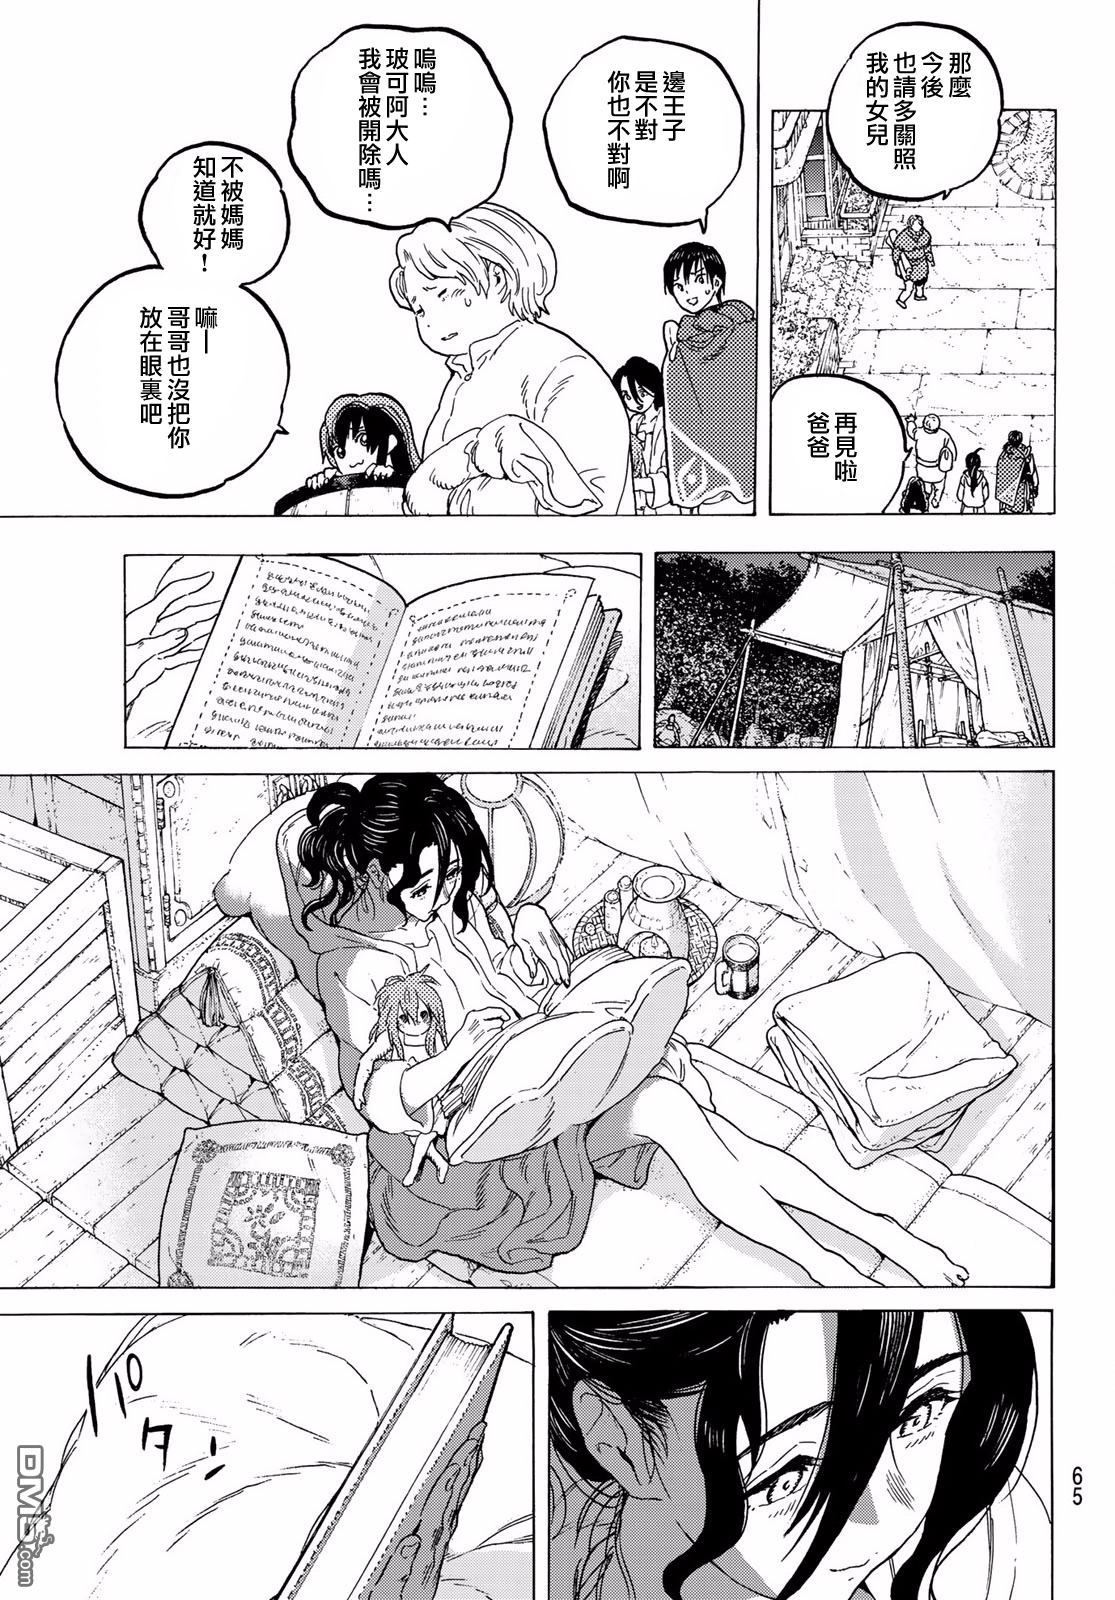 那麼
今後
也請多關照
我的女兒
再見啦
爸爸
邊王子
是不對
你也不對啊
嗚嗚…
玻可阿大人
我會被開除嗎…
不被媽媽
知道就好！
嘛ー
哥哥也沒把你
放在眼裏吧
パタ！
65
DM5